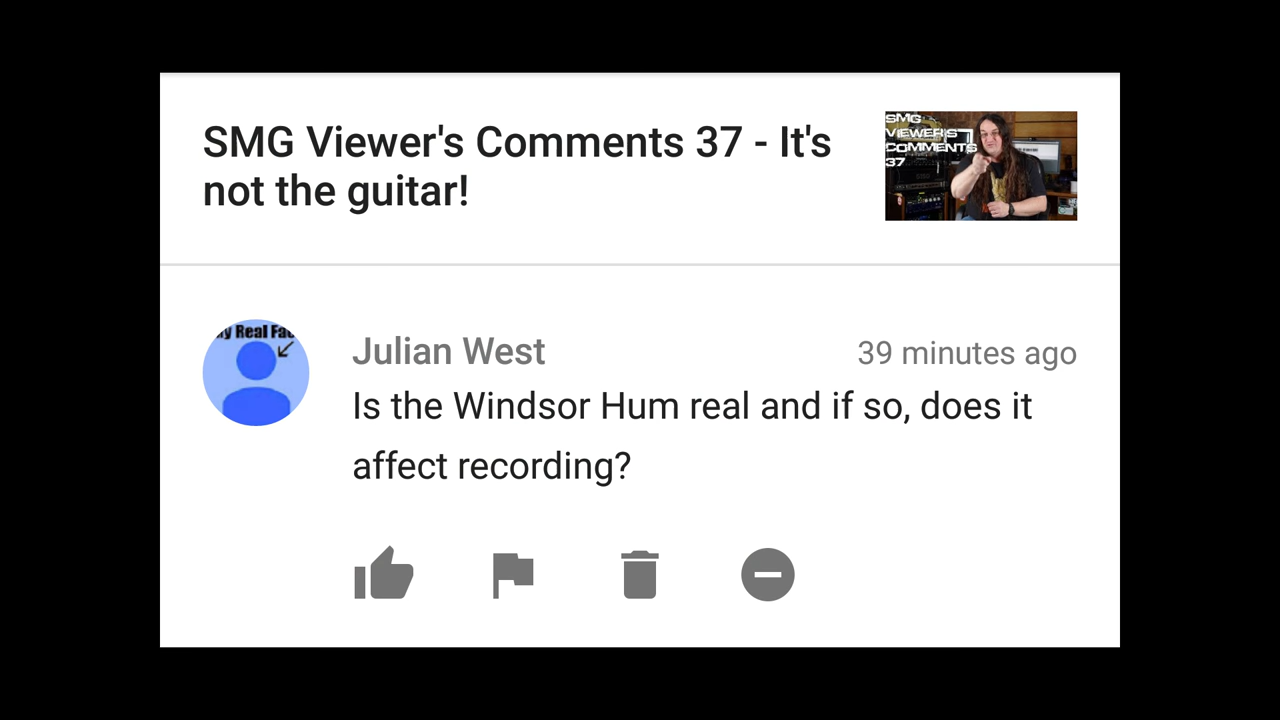 SMG Viewer's Comments 37 - It's
not the guitar!
SMG
VIEWER'S
COMMENTS
37
y Real Fac
Julian West
39 minutes ago
Is the Windsor Hum real and if so, does it
affect recording?